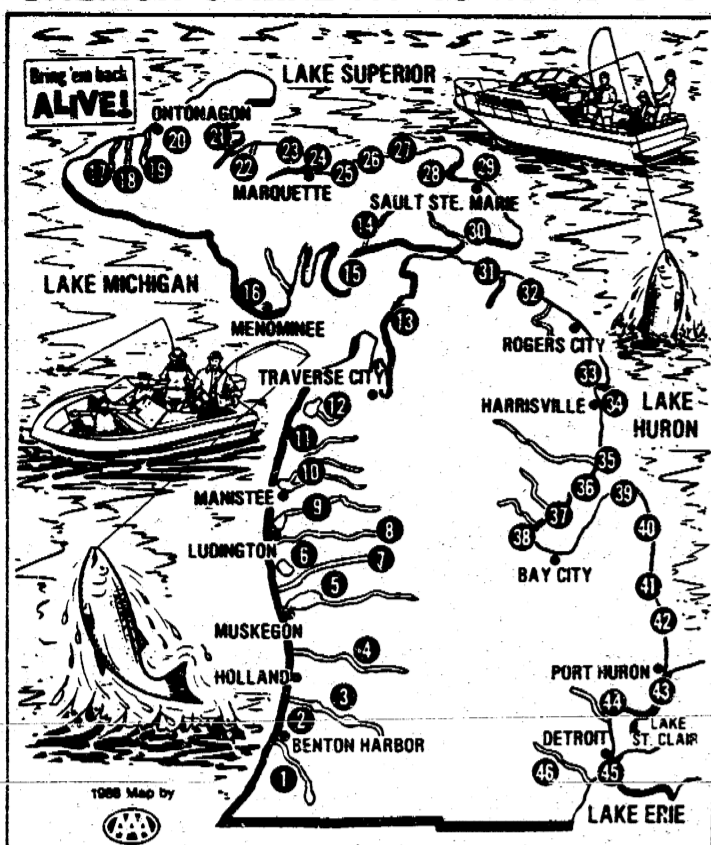 Bring 'em back
ALIVE!
LAKE SUPERIOR
ONTONAGON
20
21
17
18
19
22
23
24
25
26
27
28
29
MARQUETTE
SAULT STE. MARIE
14
30
LAKE MICHIGAN
15
16
MENOMINEE
31
32
13
ROGERS CITY
TRAVERSE CITY
33
12
HARRISVILLE
34
LAKE
HURON
11
10
35
MANISTEE
9
36
39
37
38
40
8
LUDINGTON
6
7
BAY CITY
5
41
42
MUSKEGON
4
HOLLAND
PORT HURON
3
43
44
2
LAKE
ST. CLAIR
BENTON HARBOR
DETROIT
1
46
45
1988 Map by
AAA
LAKE ERIE